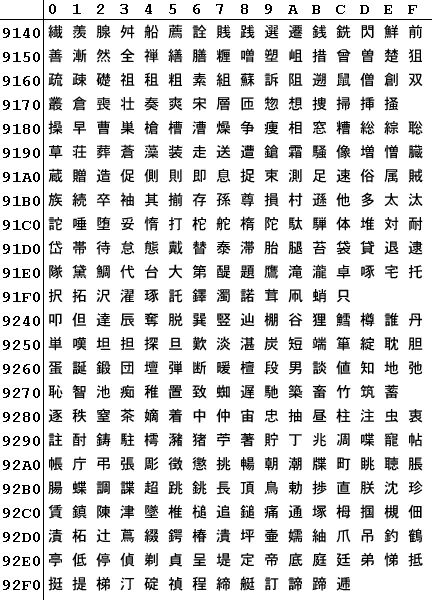 0 1 2 3 4 5 6 7 8 9 A B C D E F
9140 繊 羨 腺 舛 船 薦 詮 賎 践 選 遷 銭 銑 閃 鮮 前
9150 善 漸 然 全 禅 繕 膳 糎 噌 塑 岨 措 曾 曽 楚 狙
9160 疏 疎 礎 祖 租 粗 素 組 蘇 訴 阻 遡 鼠 僧 創 双
9170 叢 倉 喪 壮 奏 爽 宋 層 匝 惣 想 捜 掃 挿 掻
9180 操 早 曹 巣 槍 槽 漕 燥 争 痩 相 窓 糟 総 綜 聡
9190 草 荘 葬 蒼 藻 装 走 送 遭 鎗 霜 騒 像 増 憎 臓
91A0 蔵 贈 造 促 側 則 即 息 捉 束 測 足 速 俗 属 賊
91B0 族 続 卒 袖 其 揃 存 孫 尊 損 村 遜 他 多 太 汰
91C0 詑 唾 堕 妥 惰 打 柁 舵 楕 陀 駄 騨 体 堆 対 耐
91D0 岱 帯 待 怠 態 戴 替 泰 滞 胎 腿 苔 袋 貸 退 逮
91E0 隊 黛 鯛 代 台 大 第 醍 題 鷹 滝 瀧 卓 啄 宅 托
91F0 択 拓 沢 濯 琢 託 鐸 濁 諾 茸 凧 蛸 只
9240 叩 但 達 辰 奪 脱 巽 竪 辿 棚 谷 狸 鱈 樽 誰 丹
9250 単 嘆 坦 担 探 旦 歎 淡 湛 炭 短 端 箪 綻 耽 胆
9260 蛋 誕 鍛 団 壇 弾 断 暖 檀 段 男 談 値 知 地 弛
9270 恥 智 池 痴 稚 置 致 蜘 遅 馳 築 畜 竹 筑 蓄
9280 逐 秩 窒 茶 嫡 着 中 仲 宙 忠 抽 昼 柱 注 虫 衷
9290 註 酎 鋳 駐 樗 瀦 猪 苧 著 貯 丁 兆 凋 喋 寵 帖
92A0 帳 庁 弔 張 彫 徴 懲 挑 暢 朝 潮 牒 町 眺 聴 脹
92B0 腸 蝶 調 諜 超 跳 銚 長 頂 鳥 勅 捗 直 朕 沈 珍
92C0 賃 鎮 陳 津 墜 椎 槌 追 鎚 痛 通 塚 栂 掴 槻 佃
92D0 漬 柘 辻 蔦 綴 鍔 椿 潰 坪 壷 嬬 紬 爪 吊 釣 鶴
92E0 亭 低 停 偵 剃 貞 呈 堤 定 帝 底 庭 廷 弟 悌 抵
92F0 挺 提 梯 汀 碇 禎 程 締 艇 訂 諦 蹄 逓